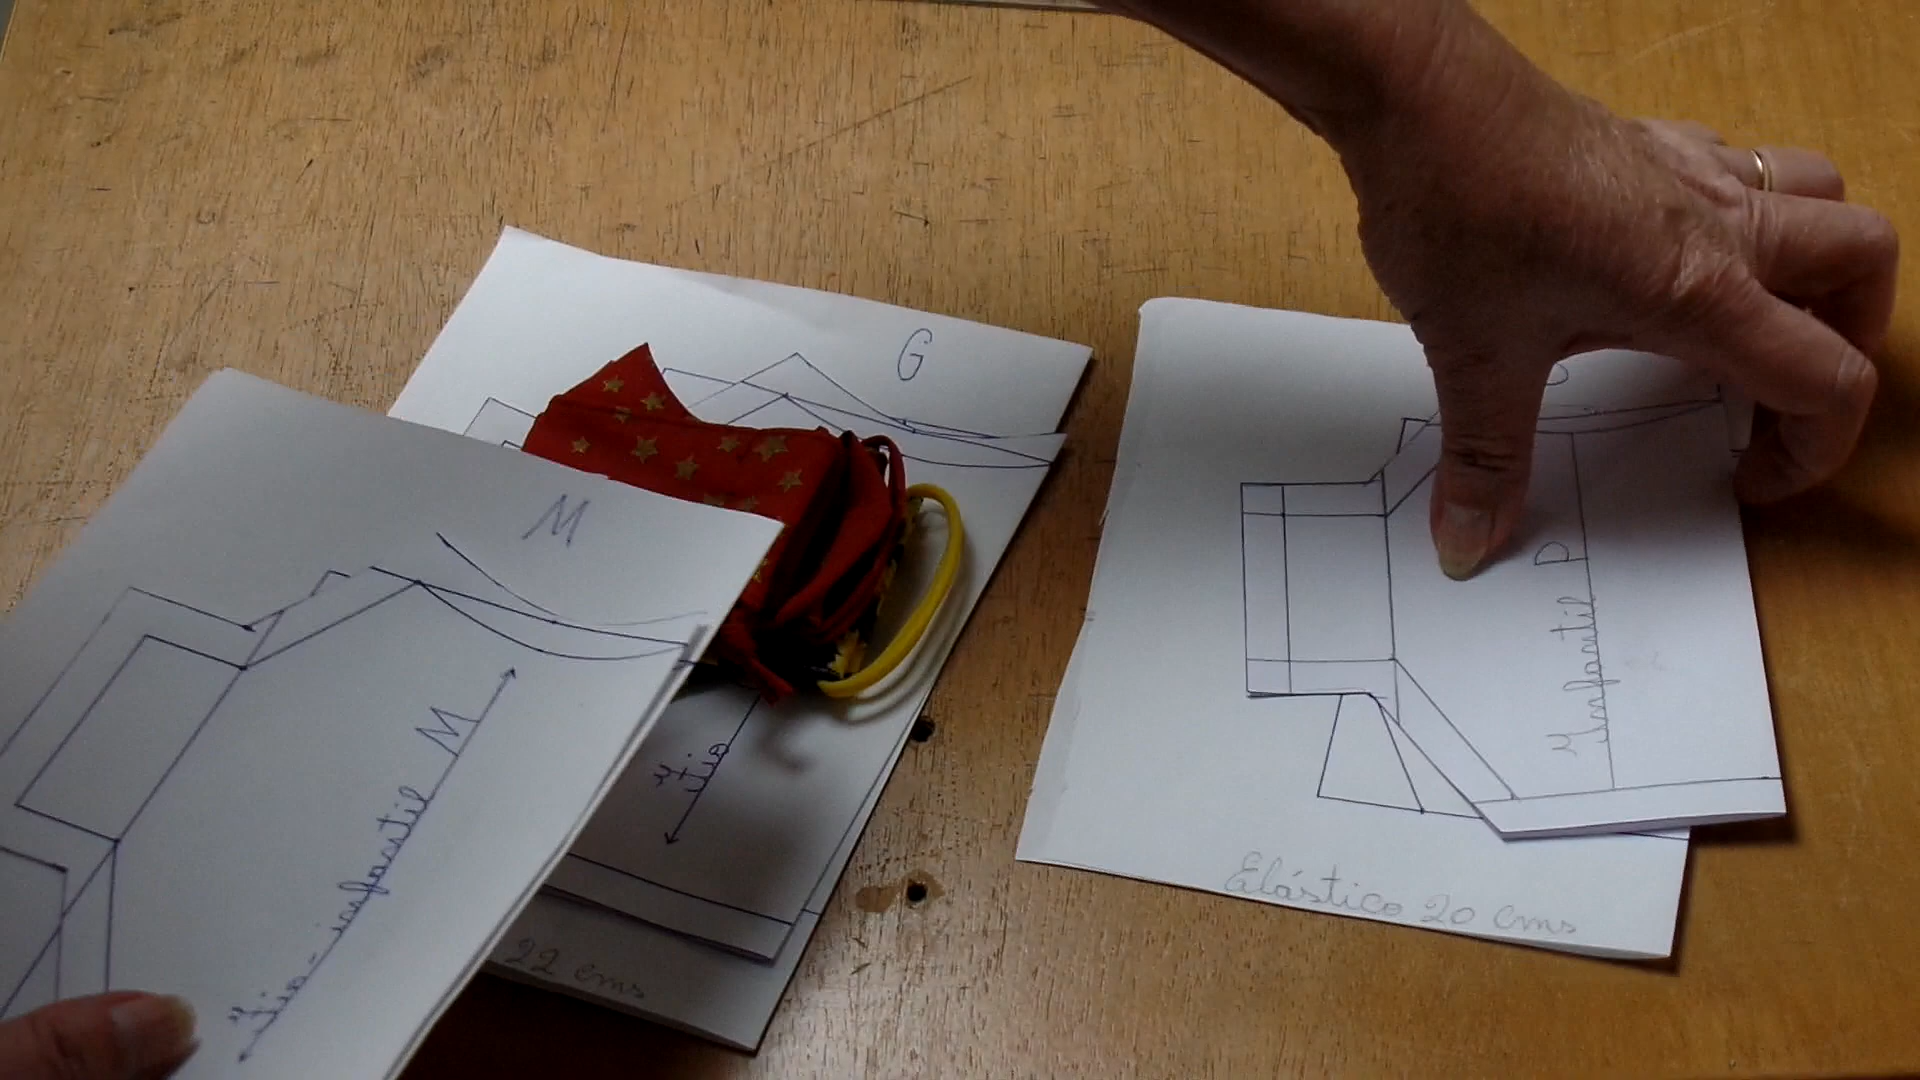 G
M
Fio - infantil M
Fio
22 cms
Infantil P
Elástico 20 cms